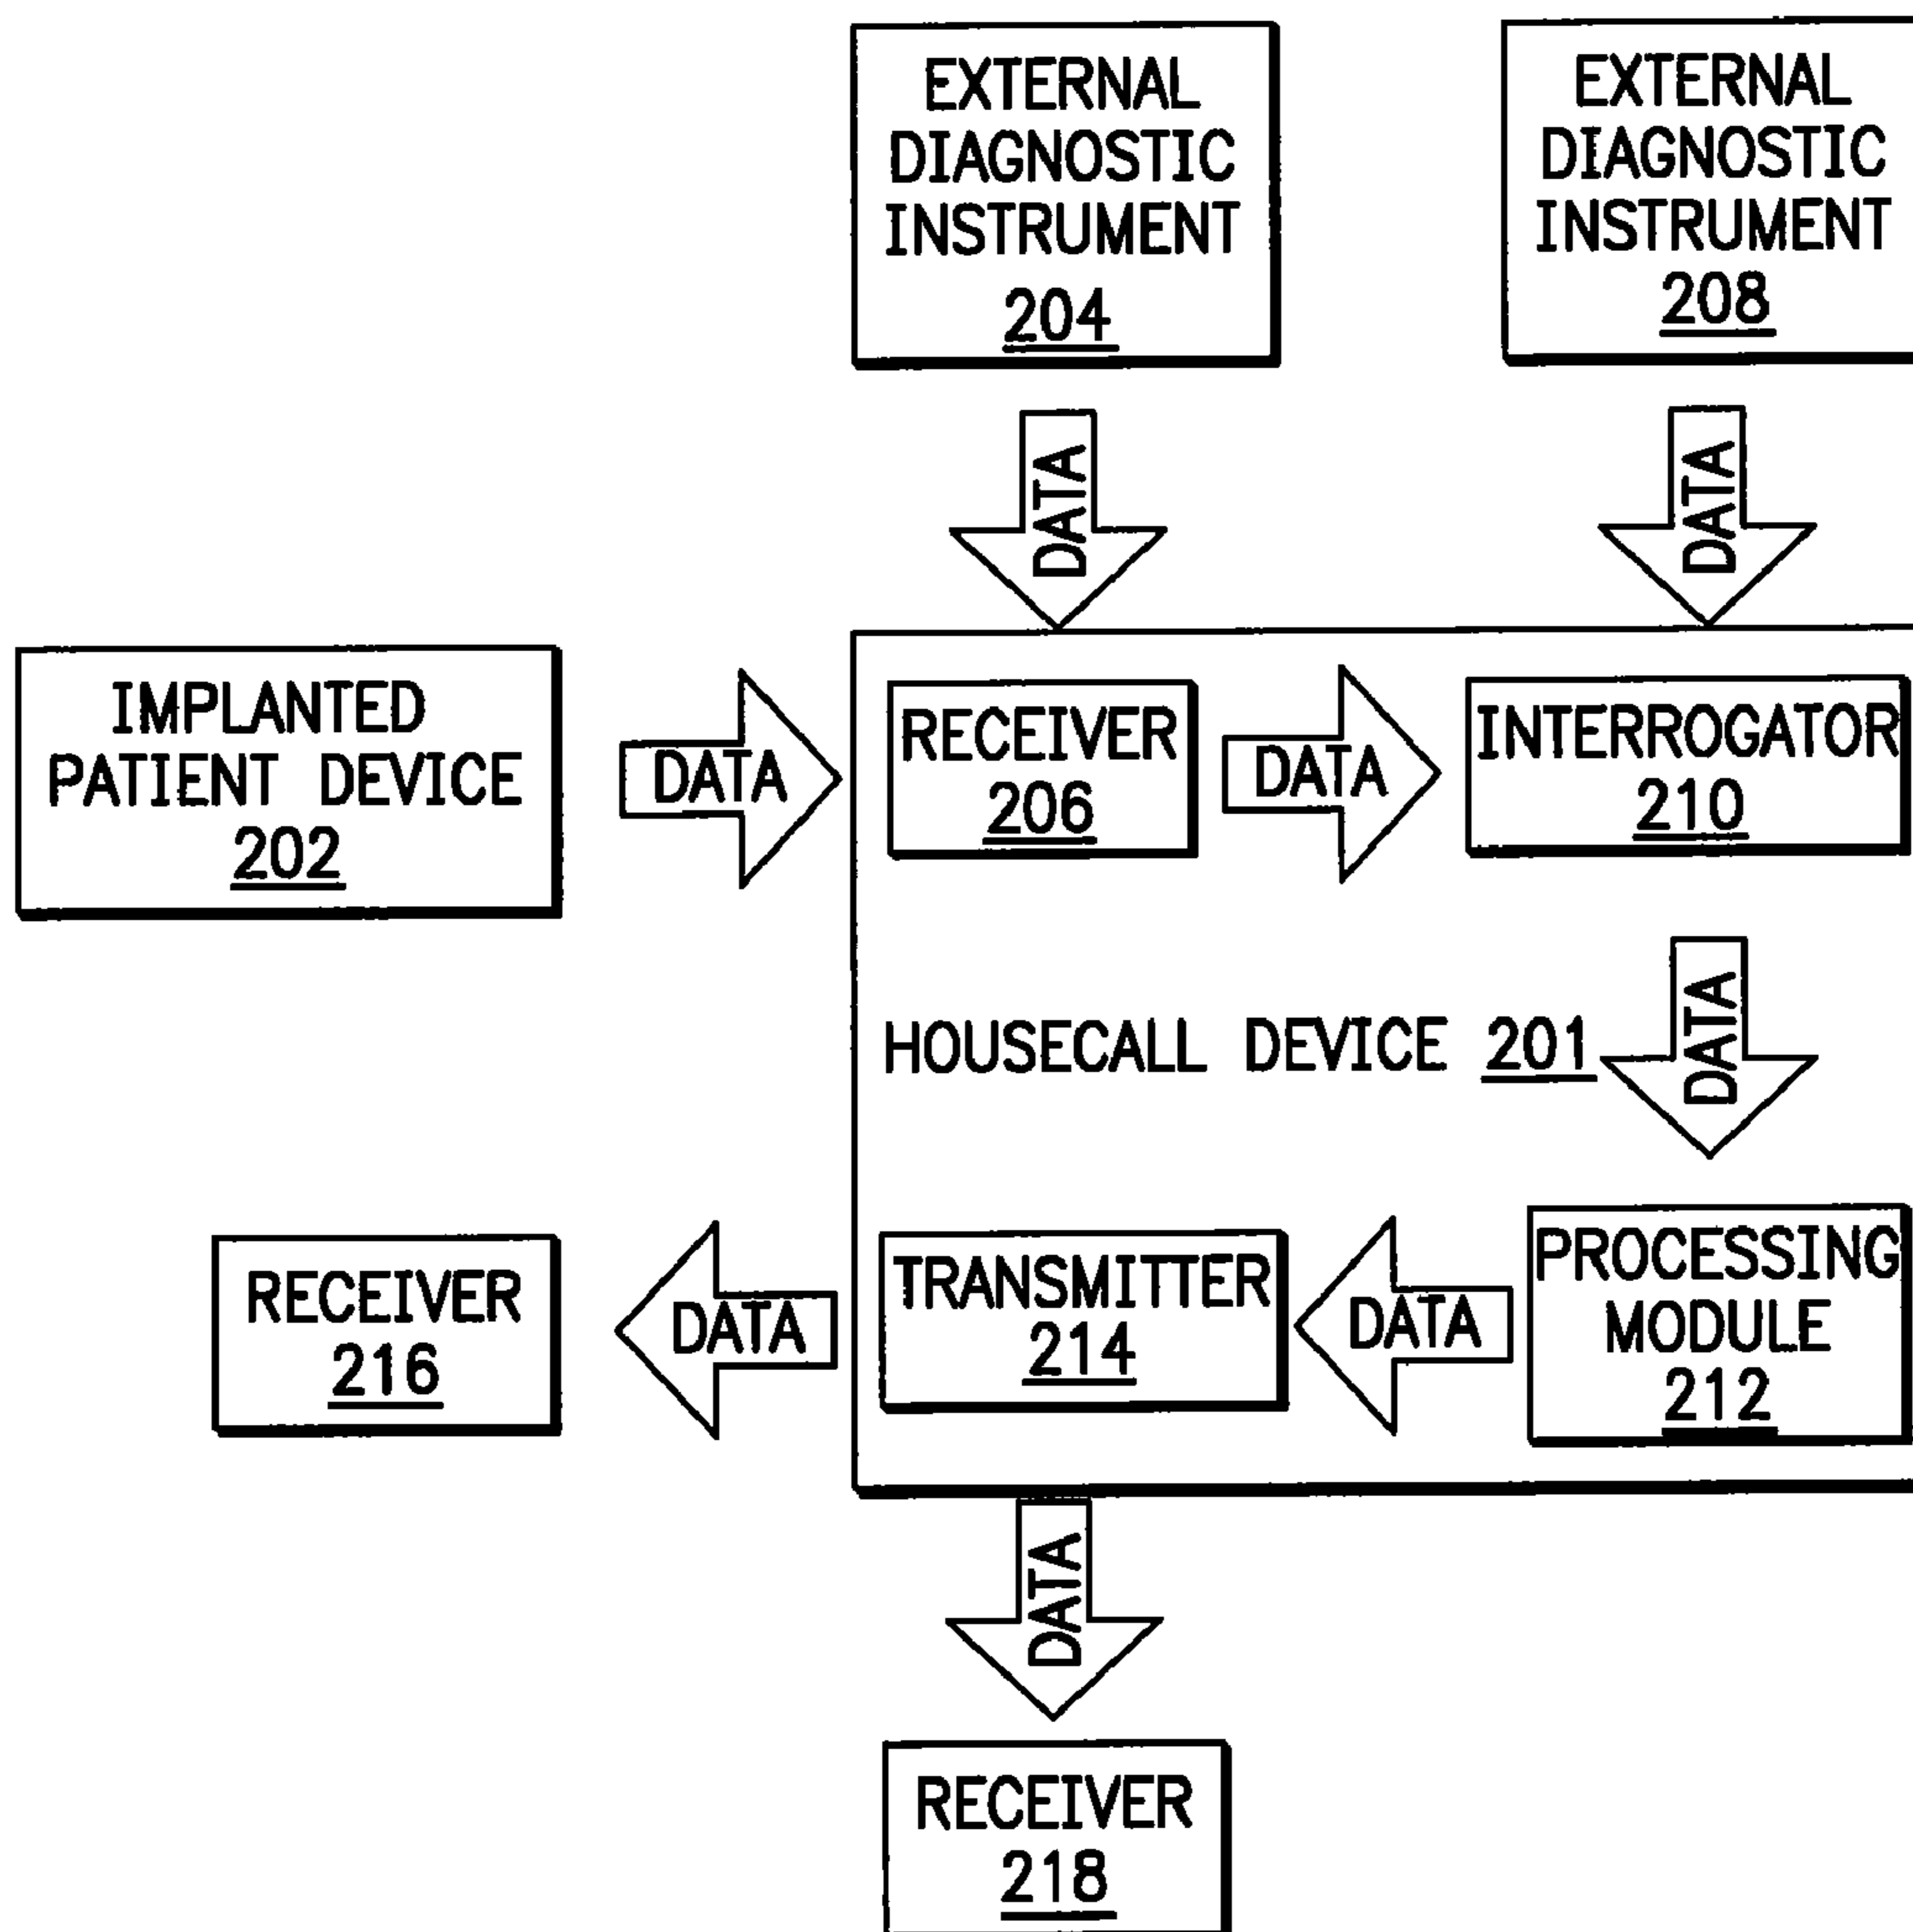 EXTERNAL
DIAGNOSTIC
INSTRUMENT
204
EXTERNAL
DIAGNOSTIC
INSTRUMENT
208
DATA
DATA
IMPLANTED
PATIENT DEVICE
202
DATA
RECEIVER
206
DATA
INTERROGATOR
210
HOUSECALL DEVICE 201
DATA
RECEIVER
216
DATA
TRANSMITTER
214
DATA
PROCESSING
MODULE
212
DATA
RECEIVER
218